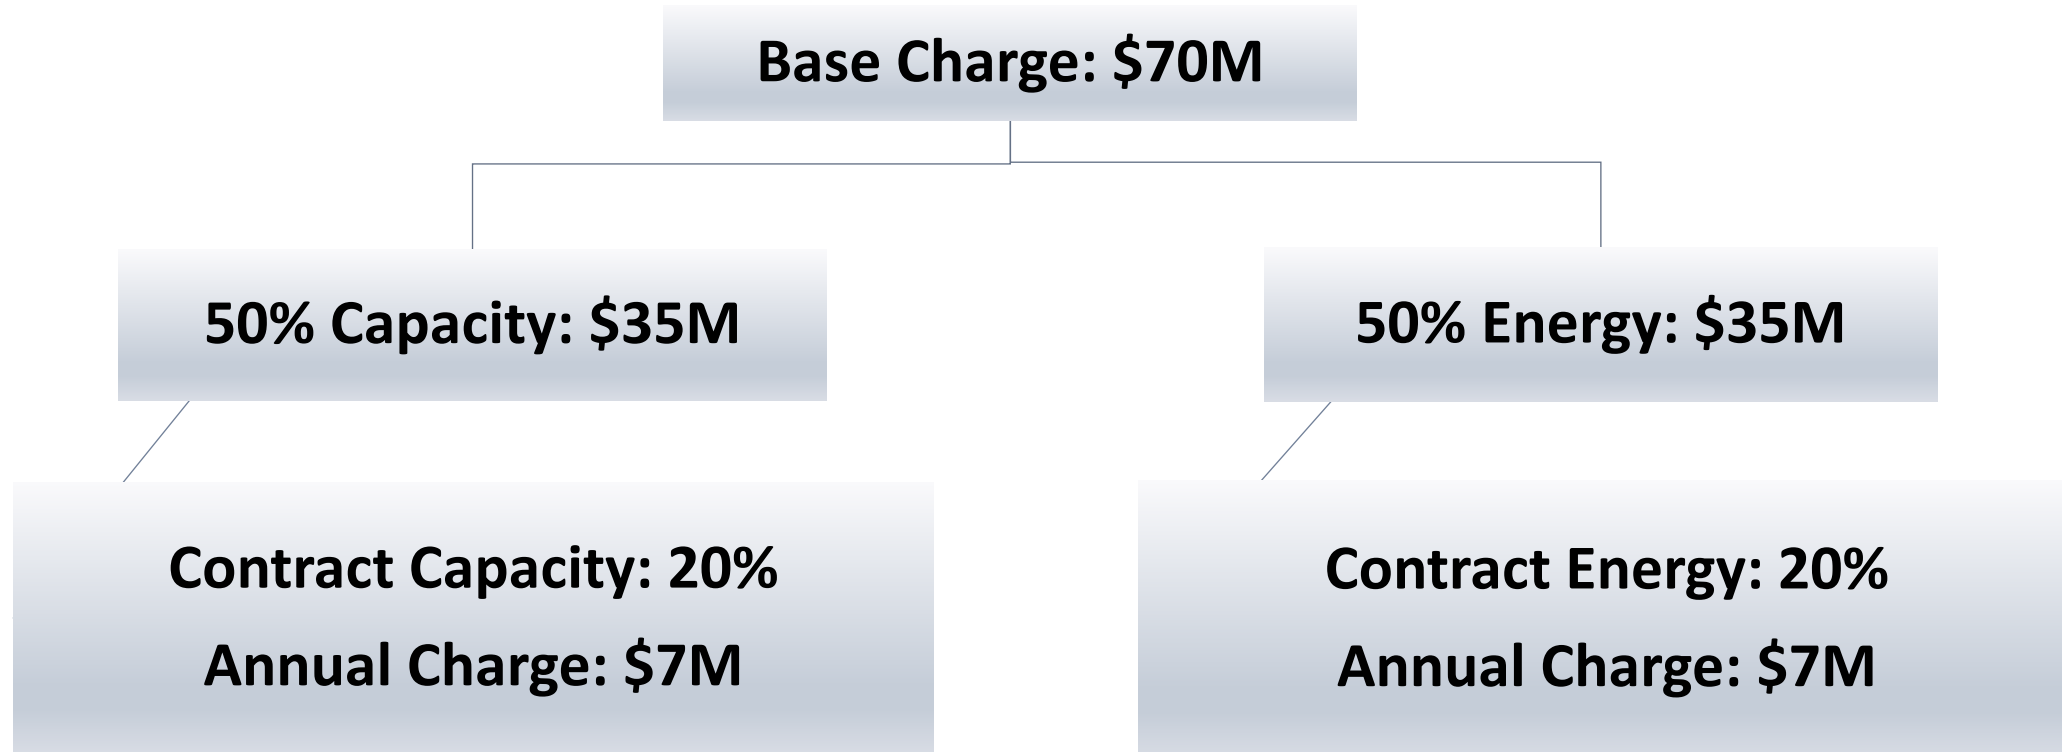 Base Charge: $70M
50% Capacity: $35M
50% Energy: $35M
Contract Capacity: 20%
Annual Charge: $7M
Contract Energy: 20%
Annual Charge: $7M